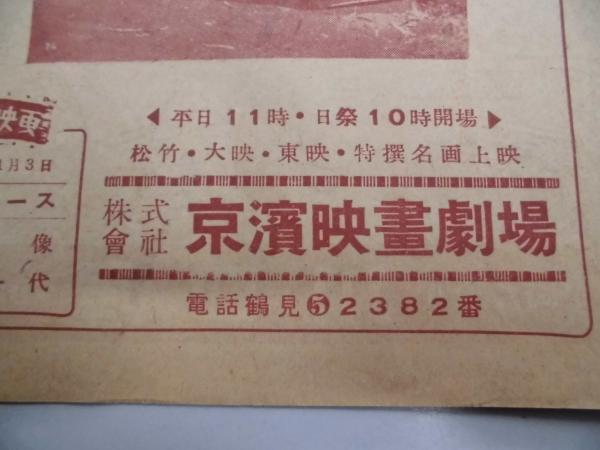 ◀ 平日11時・日祭10時開場 ▶
松竹・大映・東映・特撰名画上映
株式會社 京濱映畫劇場
電話鶴見⑤2382番
東映
月3日
ース
像
代